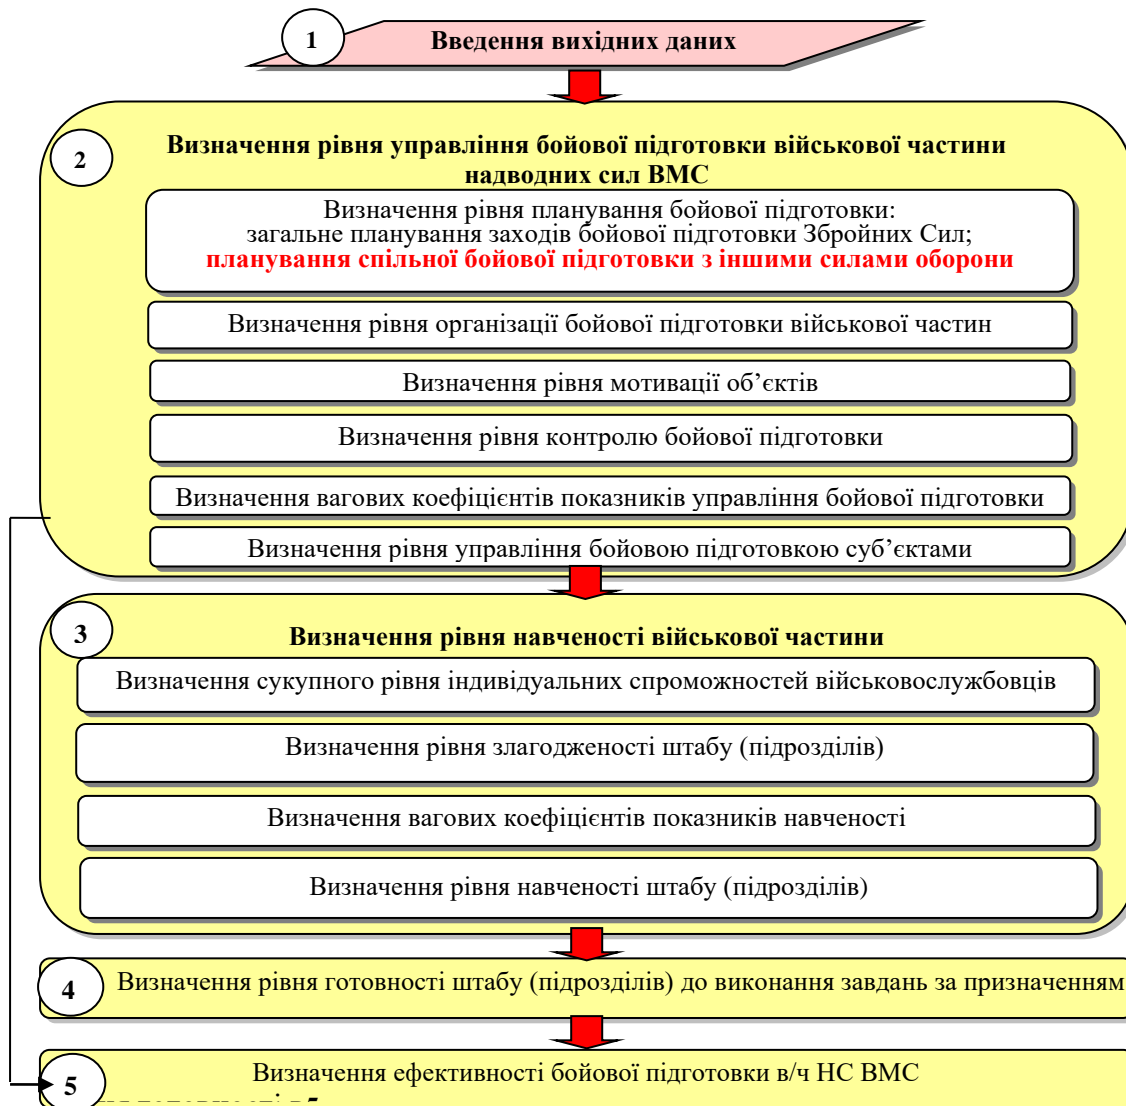 1
Введення вихідних даних
2
Визначення рівня управління бойової підготовки військової частини
надводних сил ВМС
Визначення рівня планування бойової підготовки:
загальне планування заходів бойової підготовки Збройних Сил;
планування спільної бойової підготовки з іншими силами оборони
Визначення рівня організації бойової підготовки військової частин
Визначення рівня мотивації об’єктів
Визначення рівня контролю бойової підготовки
Визначення вагових коефіцієнтів показників управління бойової підготовки
Визначення рівня управління бойовою підготовкою суб’єктами
3
Визначення рівня навченості військової частини
Визначення сукупного рівня індивідуальних спроможностей військовослужбовців
Визначення рівня злагодженості штабу (підрозділів)
Визначення вагових коефіцієнтів показників навченості
Визначення рівня навченості штабу (підрозділів)
4
Визначення рівня готовності штабу (підрозділів) до виконання завдань за призначенням
5
Визначення ефективності бойової підготовки в/ч НС ВМС